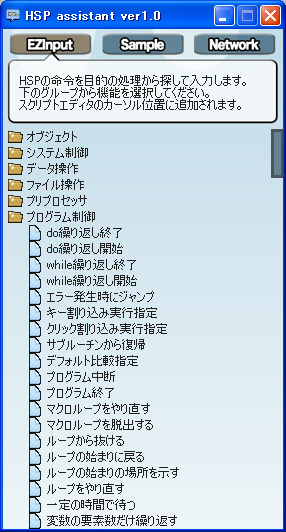 HSP assistant ver1.0
EZInput Sample Network
HSPの命令を目的の処理から探して入力します。
下のグループから機能を選択してください。
スクリプトエディタのカーソル位置に追加されます。
オブジェクト
システム制御
データ操作
ファイル操作
プリプロセッサ
プログラム制御
do繰り返し終了
do繰り返し開始
while繰り返し終了
while繰り返し開始
エラー発生時にジャンプ
キー割り込み実行指定
クリック割り込み実行指定
サブルーチンから復帰
デフォルト比較指定
プログラム中断
プログラム終了
マクロループをやり直す
マクロループを脱出する
ループから抜ける
ループの始まりに戻る
ループの始まりの場所を示す
ループをやり直す
一定の時間で待つ
変数の要素数だけ繰り返す